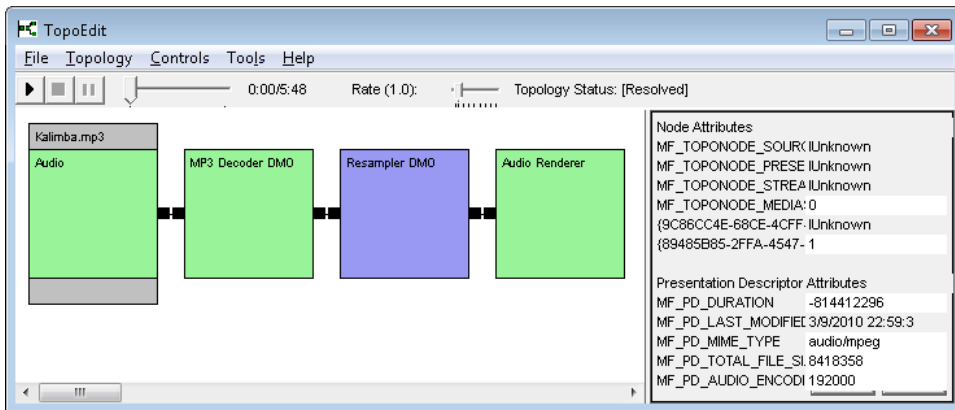 TopoEdit
File Topology Controls Tools Help
0:00/5:48 Rate (1.0): Topology Status: [Resolved]
Kalimba.mp3
Audio
MP3 Decoder DMO
Resampler DMO
Audio Renderer
Node Attributes
MF_TOPONODE_SOUR( IUnknown
MF_TOPONODE_PRESE IUnknown
MF_TOPONODE_STREA IUnknown
MF_TOPONODE_MEDIA: 0
{9C86CC4E-68CE-4CFF- IUnknown
{89485B85-2FFA-4547- 1
Presentation Descriptor Attributes
MF_PD_DURATION -814412296
MF_PD_LAST_MODIFIE[ 3/9/2010 22:59:3
MF_PD_MIME_TYPE audio/mpeg
MF_PD_TOTAL_FILE_SI. 8418358
MF_PD_AUDIO_ENCODI 192000